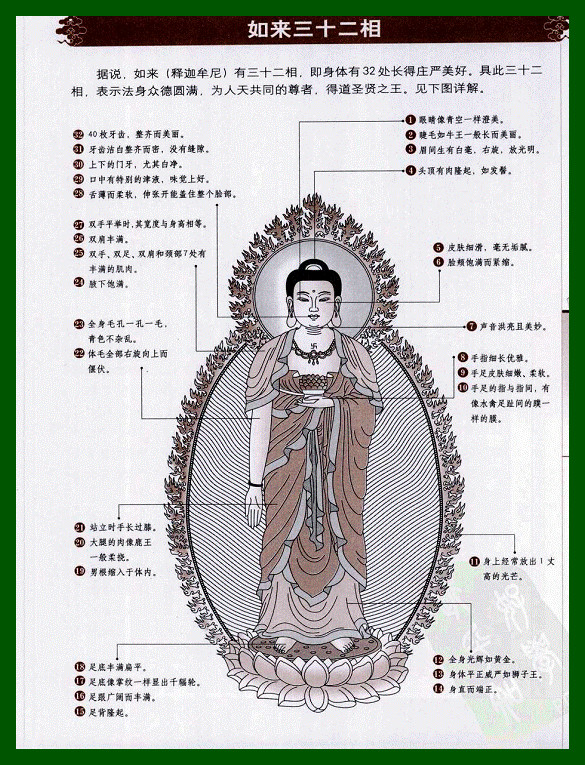 如来三十二相
据说，如来（释迦牟尼）有三十二相，即身体有32处长得庄严美好。具此三十二
相，表示法身众德圆满，为人天共同的尊者，得道圣贤之王。见下图详解。
32 40枚牙齿，整齐而美丽。
31 牙齿洁白整齐而密，没有缝隙。
30 上下的门牙，尤其白净。
29 口中有特别的津液，味觉上好。
28 舌薄而柔软，伸张开能盖住整个脸部。
27 双手平举时，其宽度与身高相等。
26 双肩丰满。
25 双手、双足、双肩和颈部7处有
丰满的肌肉。
24 腋下饱满。
23 全身毛孔一孔一毛，
青色不杂乱。
22 体毛全部右旋向上而
偃伏。
21 站立时手长过膝。
20 大腿的肉像鹿王
一般柔挠。
19 男根缩入于体内。
18 足底丰满扁平。
17 足底像掌纹一样显出千辐轮。
16 足跟广阔而丰满。
15 足背隆起。
1 眼睛像青空一样澄美。
2 睫毛如牛王一般长而美丽。
3 眉间生有白毫，右旋，放光明。
4 头顶有肉隆起，如发髻。
5 皮肤细滑，毫无垢腻。
6 脸颊饱满而紧缩。
7 声音洪亮且美妙。
8 手指细长优雅。
9 手足皮肤细嫩、柔软。
10 手足的指与指间，有
像水禽足趾间的蹼一
样的膜。
11 身上经常放出1丈
高的光芒。
12 全身光辉如黄金。
13 身体平正威严如狮子王。
14 身直而端正。
卐